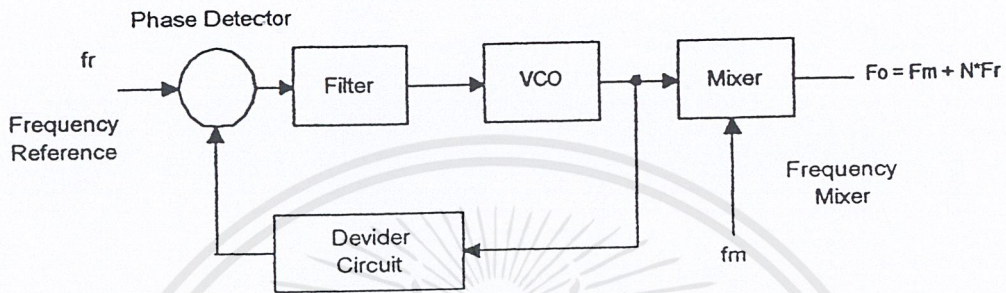 Phase Detector
fr
Filter
VCO
Mixer
Fo = Fm + N*Fr
Frequency
Reference
Frequency
Mixer
Devider
Circuit
fm